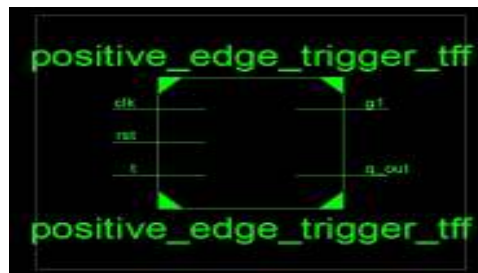 positive_edge_trigger_tff
clk
q1
rst
t
q_out
positive_edge_trigger_tff